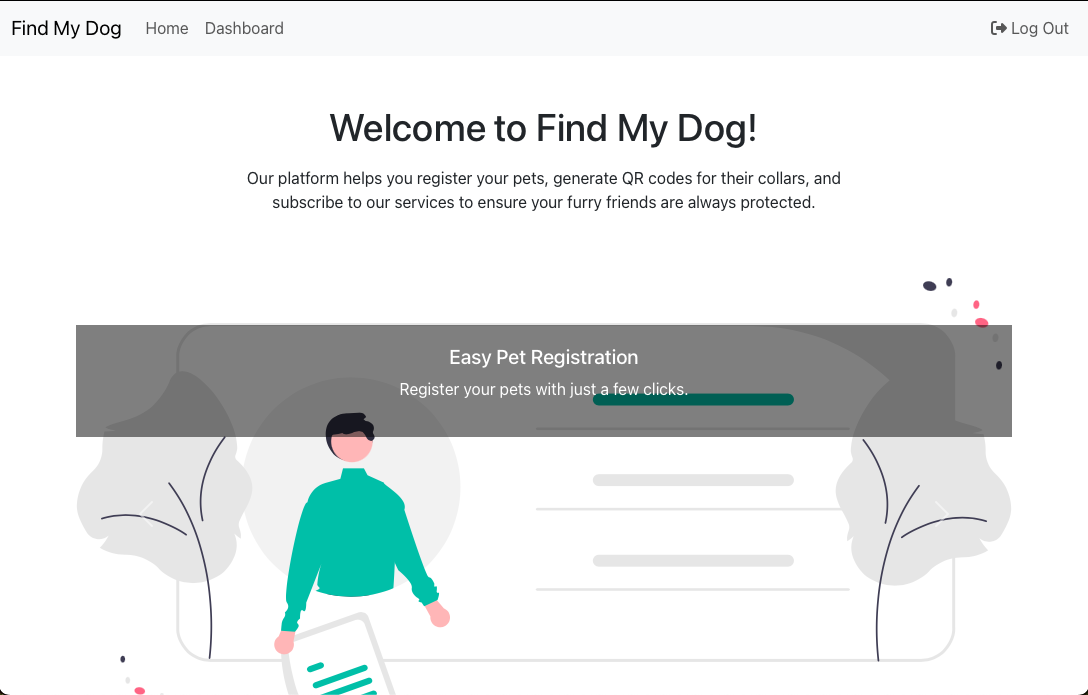 Find My Dog Home Dashboard Log Out
Welcome to Find My Dog!
Our platform helps you register your pets, generate QR codes for their collars, and
subscribe to our services to ensure your furry friends are always protected.
Easy Pet Registration
Register your pets with just a few clicks.